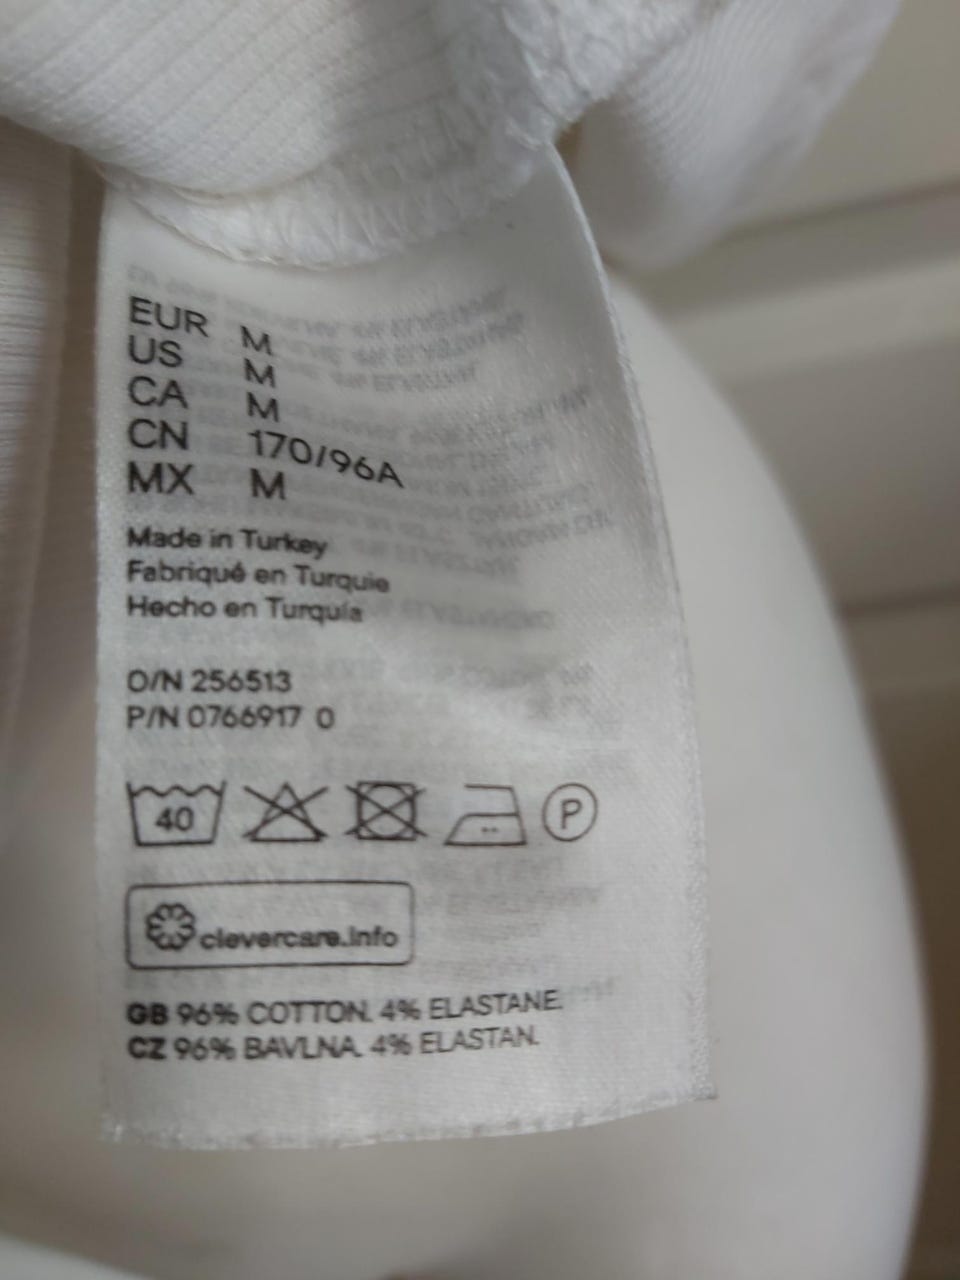 EUR M
US M
CA M
CN 170/96A
MX M
Made in Turkey
Fabriqué en Turquie
Hecho en Turquía
O/N 256513
P/N 0766917 0
40
P
clevercare.info
GB 96% COTTON. 4% ELASTANE.
CZ 96% BAVLNA. 4% ELASTAN.